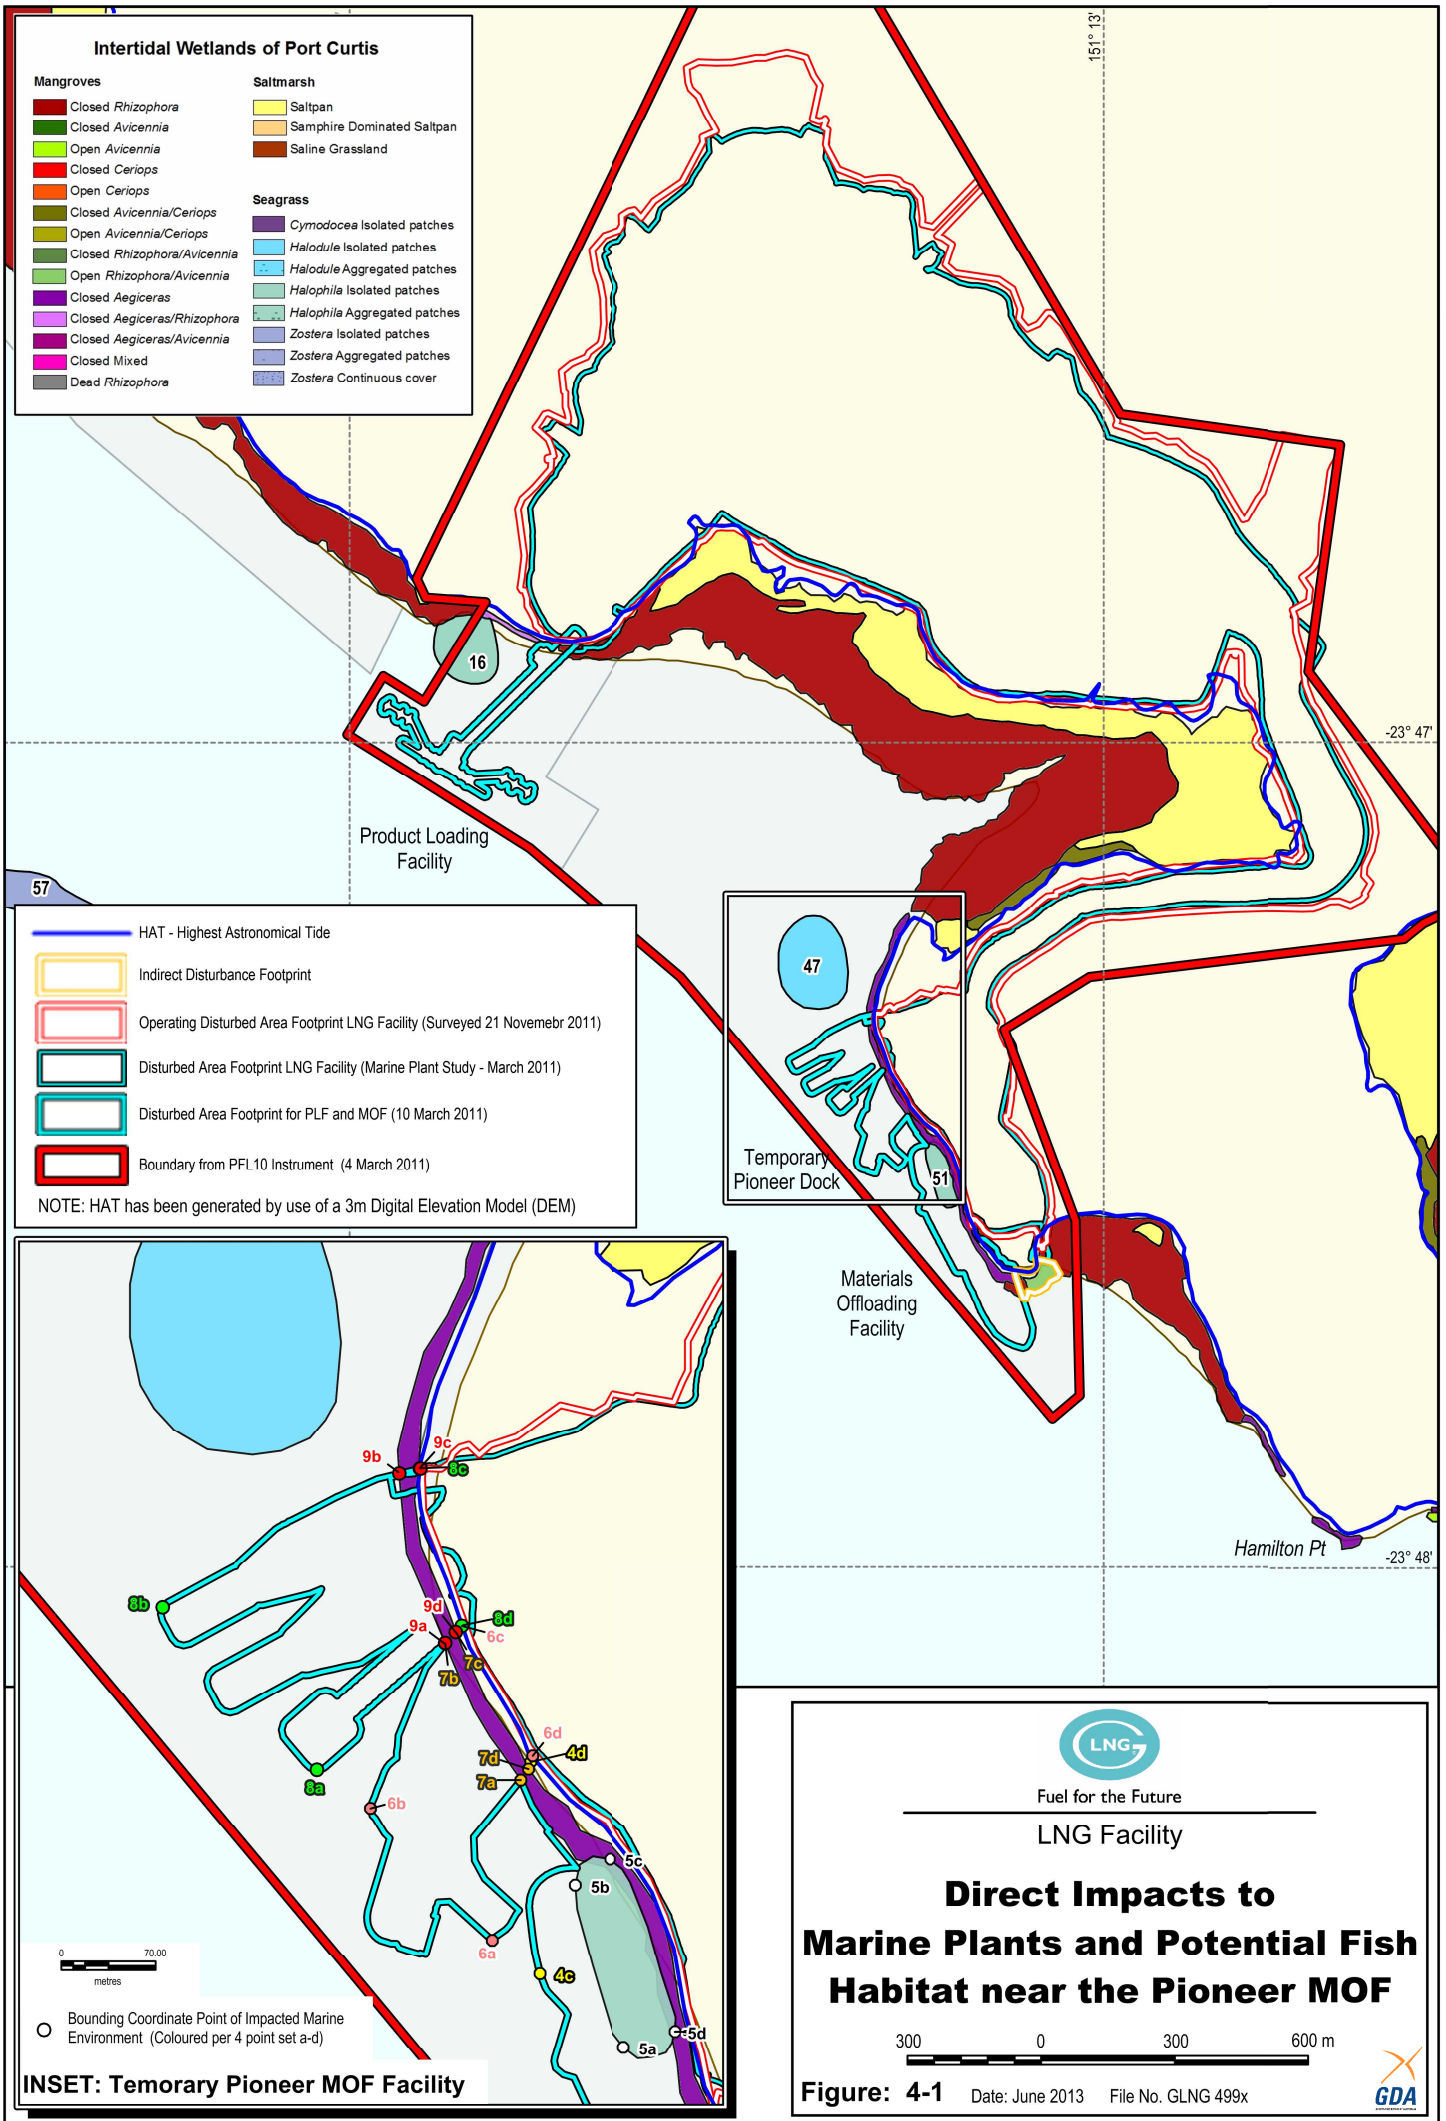 Intertidal Wetlands of Port Curtis
Mangroves
Closed Rhizophora
Closed Avicennia
Open Avicennia
Closed Ceriops
Open Ceriops
Closed Avicennia/Ceriops
Open Avicennia/Ceriops
Closed Rhizophora/Avicennia
Open Rhizophora/Avicennia
Closed Aegiceras
Closed Aegiceras/Rhizophora
Closed Aegiceras/Avicennia
Closed Mixed
Dead Rhizophora
Saltmarsh
Saltpan
Samphire Dominated Saltpan
Saline Grassland
Seagrass
Cymodocea Isolated patches
Halodule Isolated patches
Halodule Aggregated patches
Halophila Isolated patches
Halophila Aggregated patches
Zostera Isolated patches
Zostera Aggregated patches
Zostera Continuous cover
151° 13'
16
-23° 47'
Product Loading
Facility
57
47
HAT - Highest Astronomical Tide
Indirect Disturbance Footprint
Operating Disturbed Area Footprint LNG Facility (Surveyed 21 Novemebr 2011)
Disturbed Area Footprint LNG Facility (Marine Plant Study - March 2011)
Disturbed Area Footprint for PLF and MOF (10 March 2011)
Boundary from PFL10 Instrument (4 March 2011)
NOTE: HAT has been generated by use of a 3m Digital Elevation Model (DEM)
Temporary
Pioneer Dock
51
Materials
Offloading
Facility
Hamilton Pt
-23° 48'
9b
9c
8c
8b
9d
8d
9a
6c
7c
7b
6d
7d
4d
7a
8a
6b
5c
5b
6a
4c
5d
5a
0
70.00
metres
Bounding Coordinate Point of Impacted Marine
Environment (Coloured per 4 point set a-d)
INSET: Temorary Pioneer MOF Facility
LNG
Fuel for the Future
LNG Facility
Direct Impacts to
Marine Plants and Potential Fish
Habitat near the Pioneer MOF
300 0 300 600 m
Figure: 4-1 Date: June 2013 File No. GLNG 499x
GDA